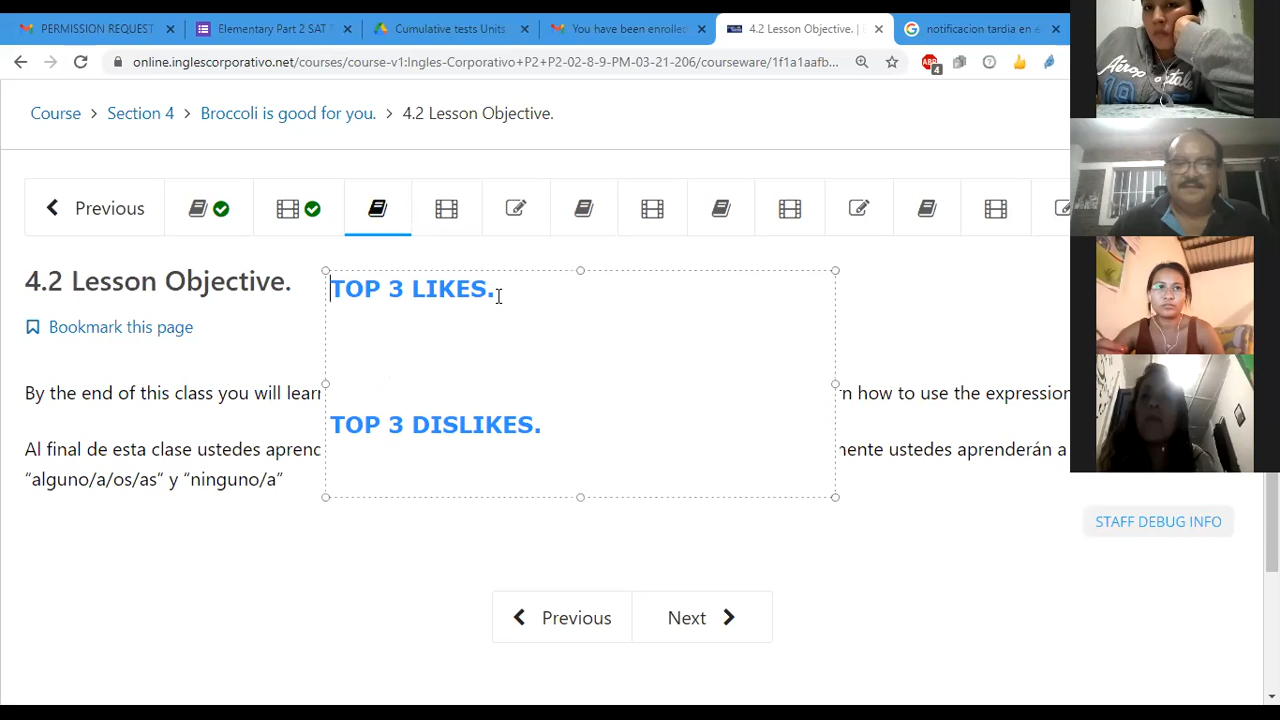 PERMISSION REQUEST
Elementary Part 2 SAT
Cumulative tests Units
You have been enrolled
4.2 Lesson Objective. |
notificacion tardia en e
online.inglescorporativo.net/courses/course-v1:Ingles-Corporativo+P2+P2-02-8-9-PM-03-21-206/courseware/1f1a1aafb...
ABP
4
Course > Section 4 > Broccoli is good for you. > 4.2 Lesson Objective.
Previous
4.2 Lesson Objective.
TOP 3 LIKES.
Bookmark this page
By the end of this class you will learn how to use the expression
TOP 3 DISLIKES.
Al final de esta clase ustedes aprenc mente ustedes aprenderán a
“alguno/a/os/as“ y “ninguno/a”
STAFF DEBUG INFO
Previous
Next